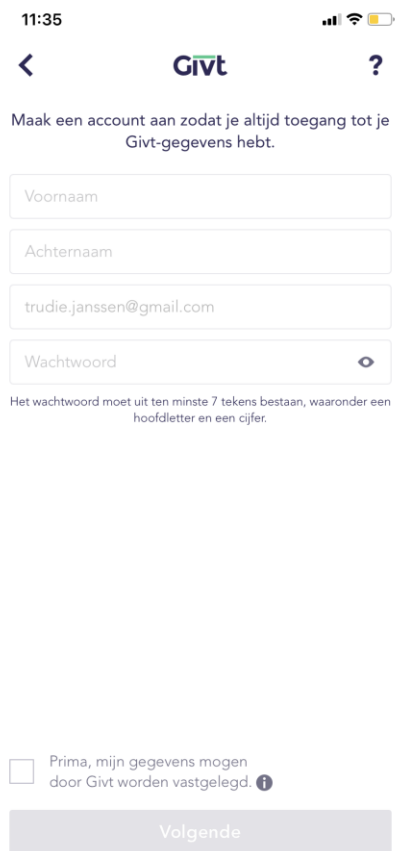 11:35
Givt
?
Maak een account aan zodat je altijd toegang tot je
Givt-gegevens hebt.
Voornaam
Achternaam
trudie.janssen@gmail.com
Wachtwoord
Het wachtwoord moet uit ten minste 7 tekens bestaan, waaronder een
hoofdletter en een cijfer.
Prima, mijn gegevens mogen
door Givt worden vastgelegd. i
Volgende